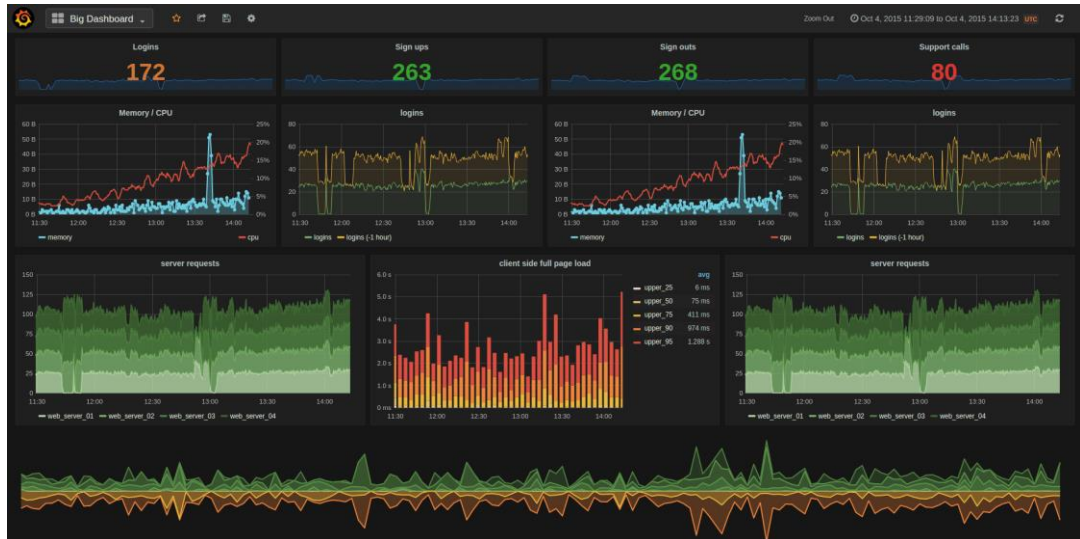 Big Dashboard
Zoom Out
Oct 4, 2015 11:29:09 to Oct 4, 2015 14:13:23 UTC
Logins
172
Sign ups
263
Sign outs
268
Support calls
80
Memory / CPU
60 B
50 B
40 B
30 B
20 B
10 B
0 B
25%
20%
15%
10%
5%
0%
11:30 12:00 12:30 13:00 13:30 14:00
memory cpu
logins
80
60
40
20
0
11:30 12:00 12:30 13:00 13:30 14:00
logins logins (-1 hour)
Memory / CPU
60 B
50 B
40 B
30 B
20 B
10 B
0 B
25%
20%
15%
10%
5%
0%
11:30 12:00 12:30 13:00 13:30 14:00
memory cpu
logins
80
60
40
20
0
11:30 12:00 12:30 13:00 13:30 14:00
logins logins (-1 hour)
server requests
150
125
100
75
50
25
0
11:30 12:00 12:30 13:00 13:30 14:00
web_server_01 web_server_02 web_server_03 web_server_04
client side full page load
6.0 s
5.0 s
4.0 s
3.0 s
2.0 s
1.0 s
0 ms
11:30 12:00 12:30 13:00 13:30 14:00
avg
upper_25 6 ms
upper_50 75 ms
upper_75 411 ms
upper_90 974 ms
upper_95 1.288 s
server requests
150
125
100
75
50
25
0
11:30 12:00 12:30 13:00 13:30 14:00
web_server_01 web_server_02 web_server_03 web_server_04